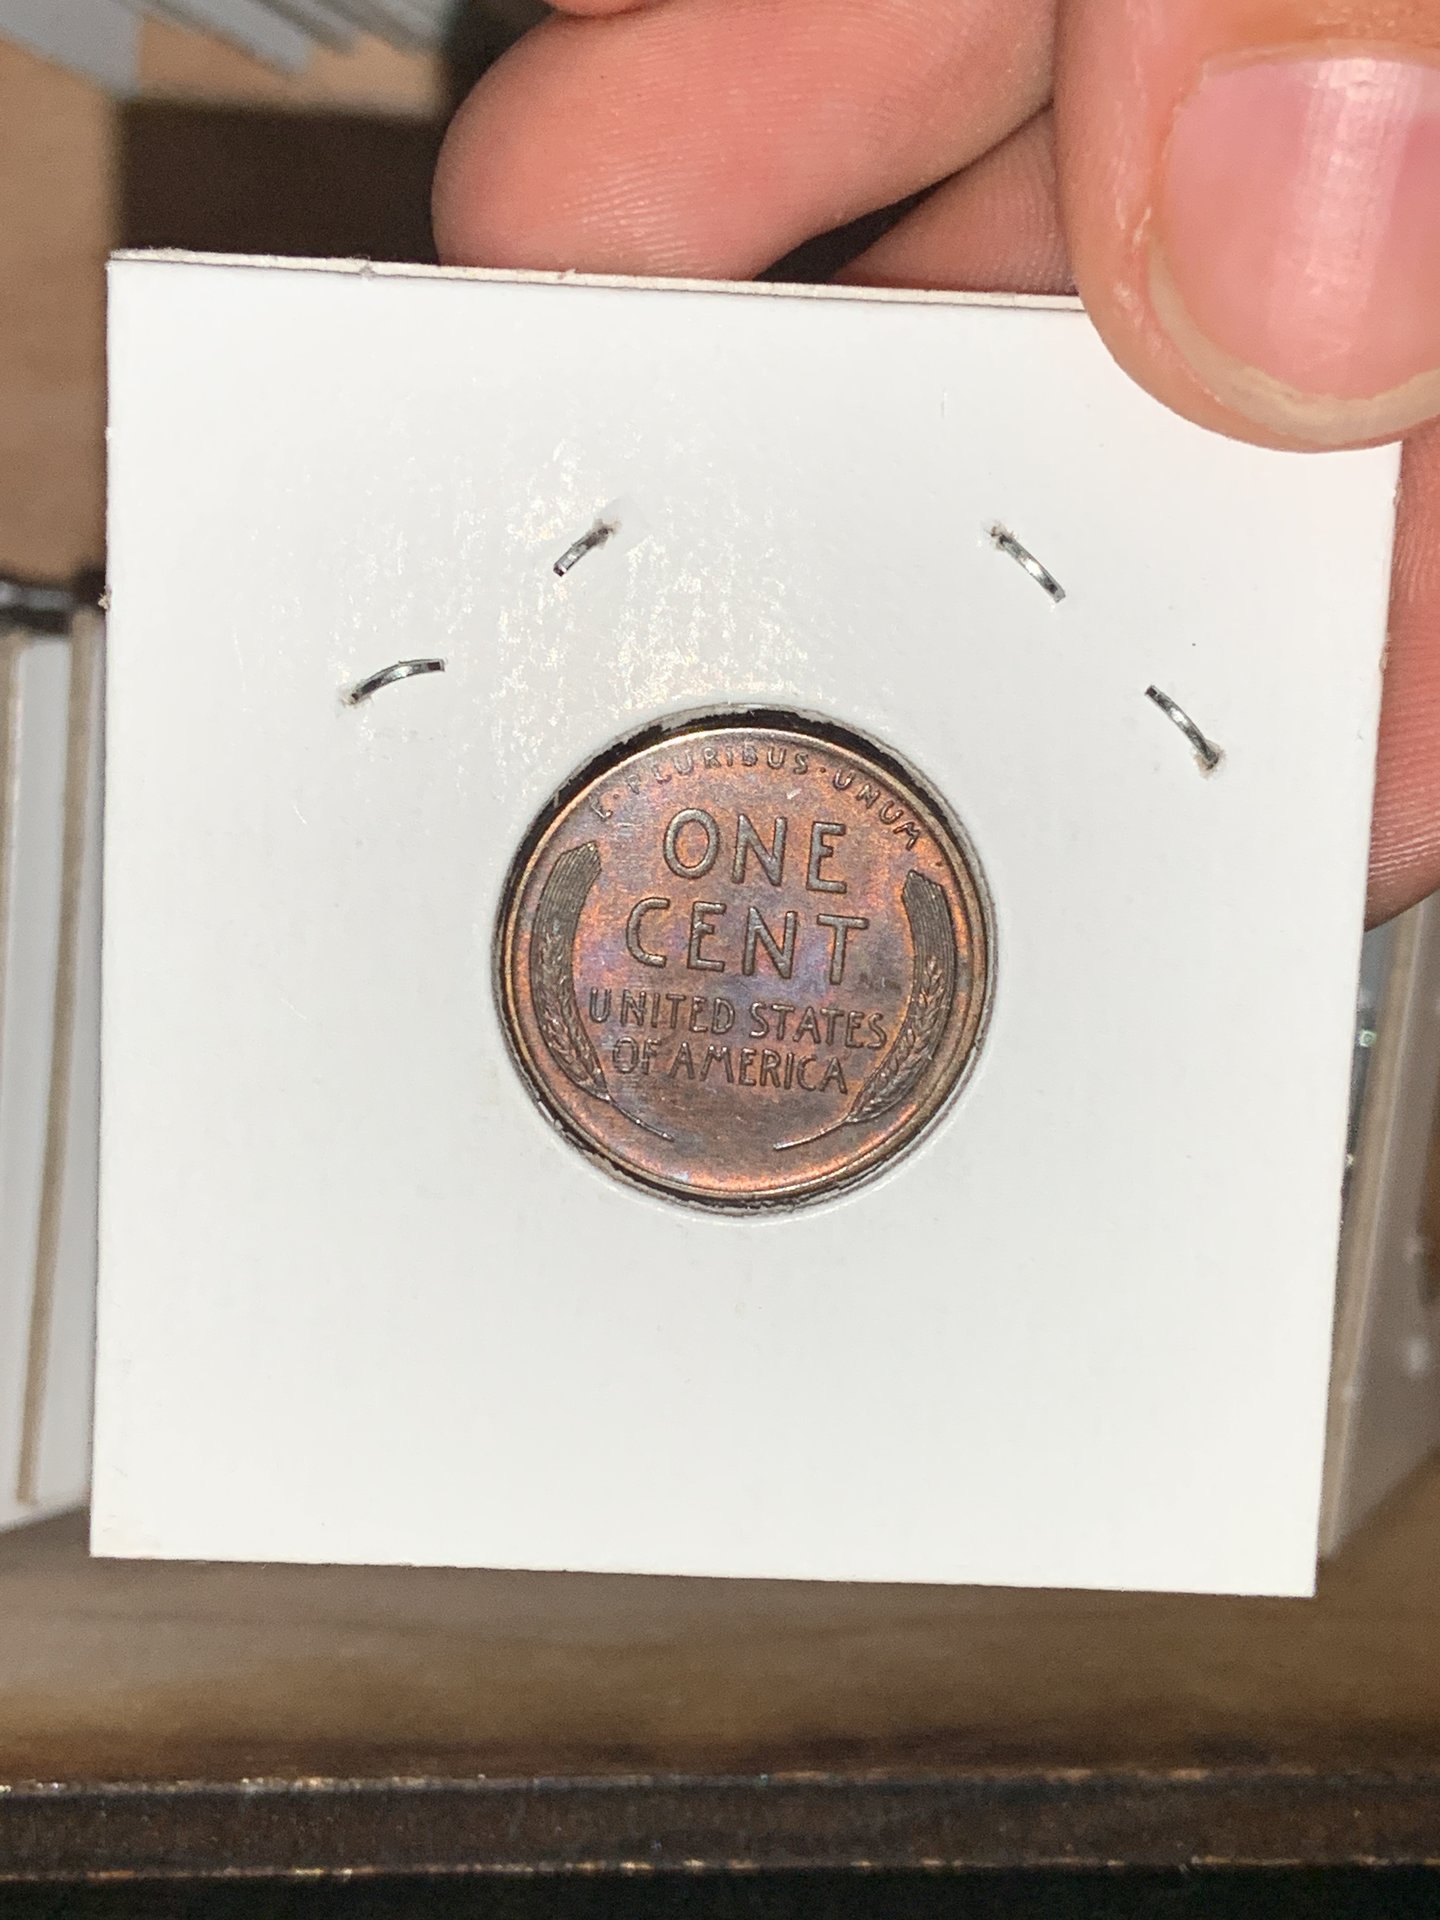 E·PLURIBUS·UNUM
ONE
CENT
UNITED STATES
OF AMERICA